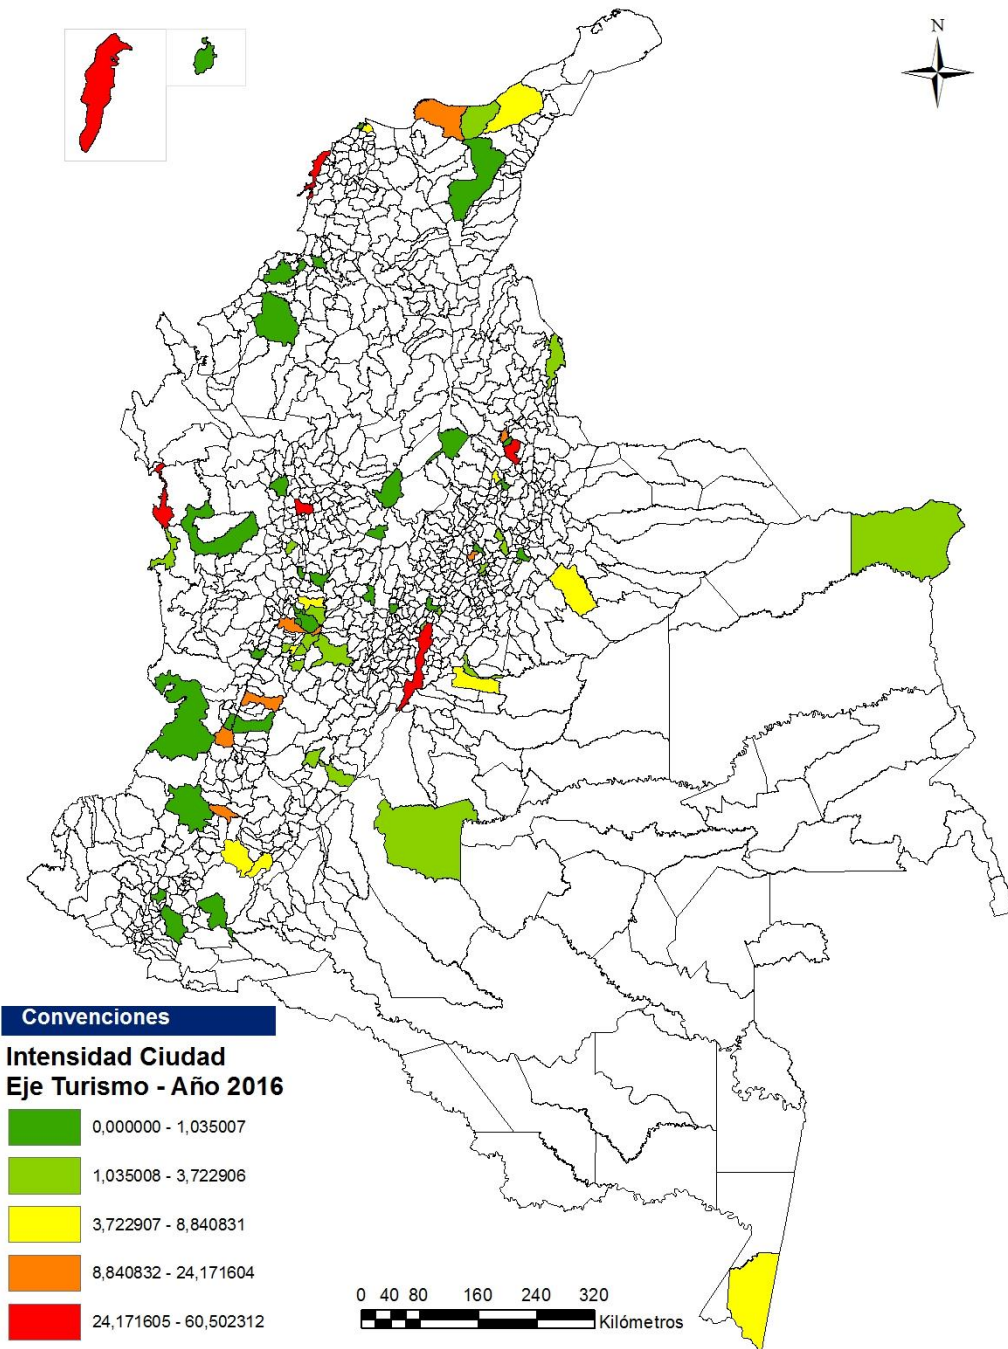 N
Convenciones
Intensidad Ciudad
Eje Turismo - Año 2016
0,000000 - 1,035007
1,035008 - 3,722906
3,722907 - 8,840831
8,840832 - 24,171604
24,171605 - 60,502312
0 40 80 160 240 320
Kilómetros